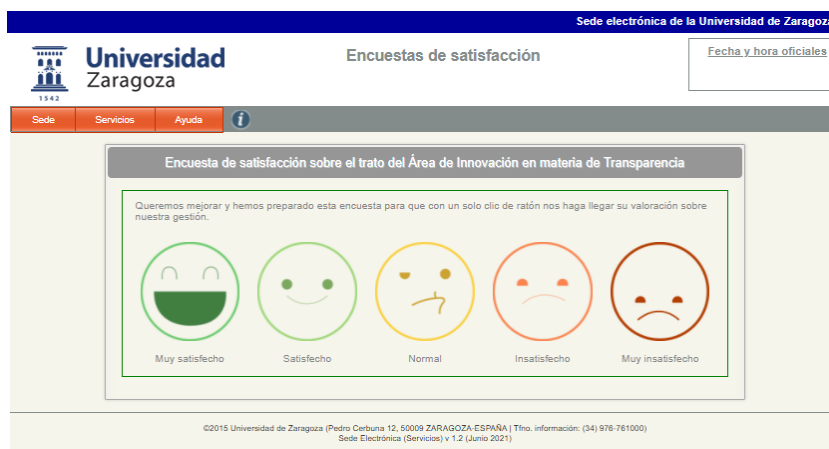 Sede electrónica de la Universidad de Zaragoza
Universidad
Zaragoza
1542
Encuestas de satisfacción
Fecha y hora oficiales
Sede
Servicios
Ayuda
i
Encuesta de satisfacción sobre el trato del Área de Innovación en materia de Transparencia
Queremos mejorar y hemos preparado esta encuesta para que con un solo clic de ratón nos haga llegar su valoración sobre
nuestra gestión.
Muy satisfecho
Satisfecho
Normal
Insatisfecho
Muy insatisfecho
©2015 Universidad de Zaragoza (Pedro Cerbuna 12, 50009 ZARAGOZA-ESPAÑA | Tfno. información: (34) 976-761000)
Sede Electrónica (Servicios) v 1.2 (Junio 2021)